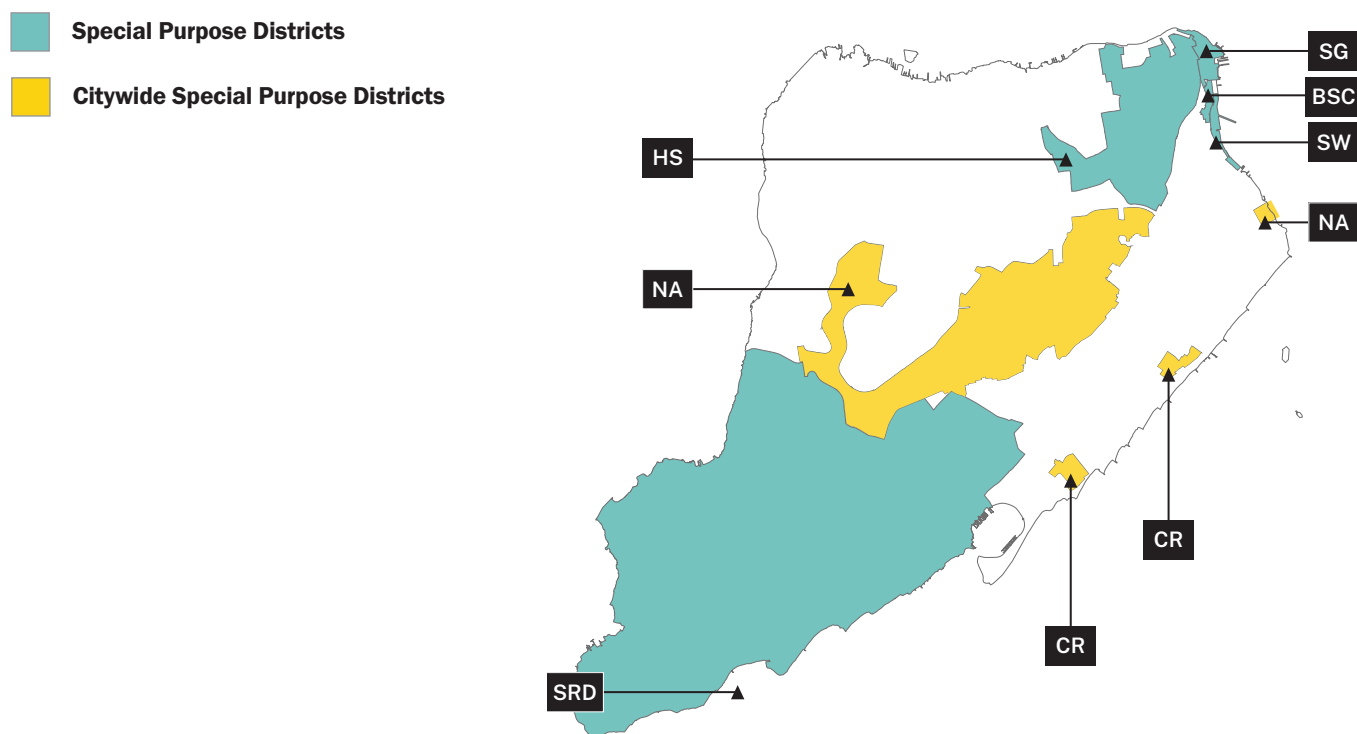 Special Purpose Districts
Citywide Special Purpose Districts
SG
BSC
SW
HS
NA
NA
CR
CR
SRD